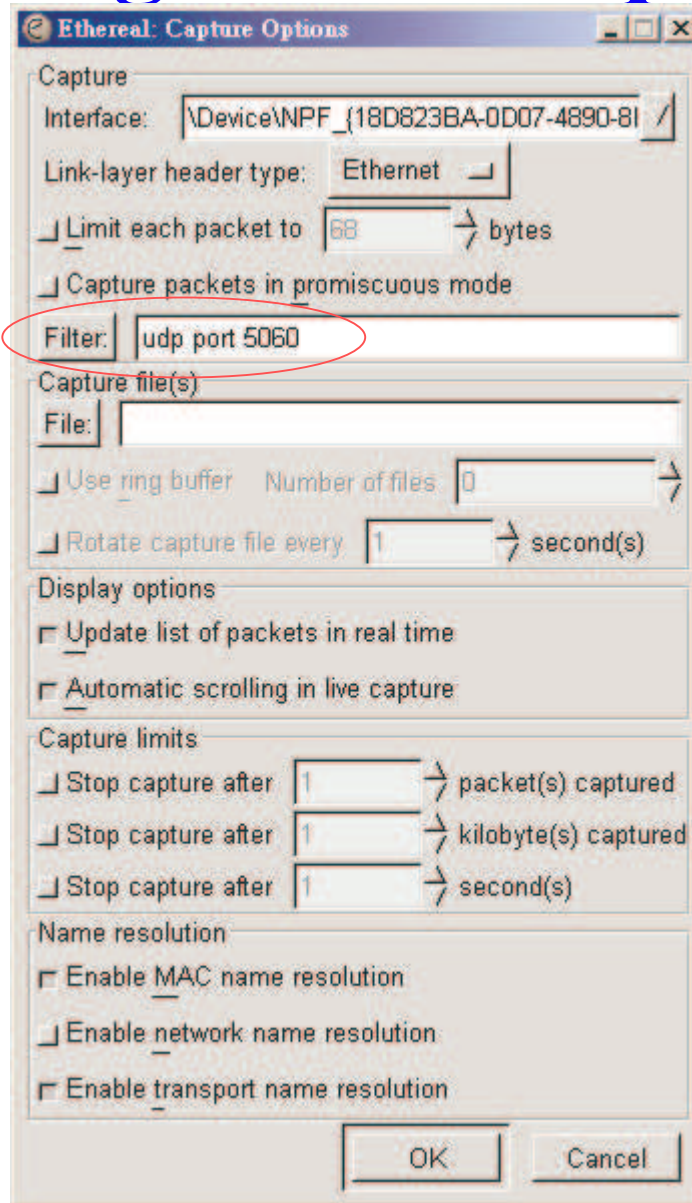 Ethereal: Capture Options
Capture
Interface: \Device\NPF_{18D823BA-0D07-4890-8
Link-layer header type: Ethernet
Limit each packet to 68 bytes
Capture packets in promiscuous mode
Filter: udp port 5060
Capture file(s)
File:
Use ring buffer Number of files 0
Rotate capture file every 1 second(s)
Display options
Update list of packets in real time
Automatic scrolling in live capture
Capture limits
Stop capture after 1 packet(s) captured
Stop capture after 1 kilobyte(s) captured
Stop capture after 1 second(s)
Name resolution
Enable MAC name resolution
Enable network name resolution
Enable transport name resolution
OK Cancel